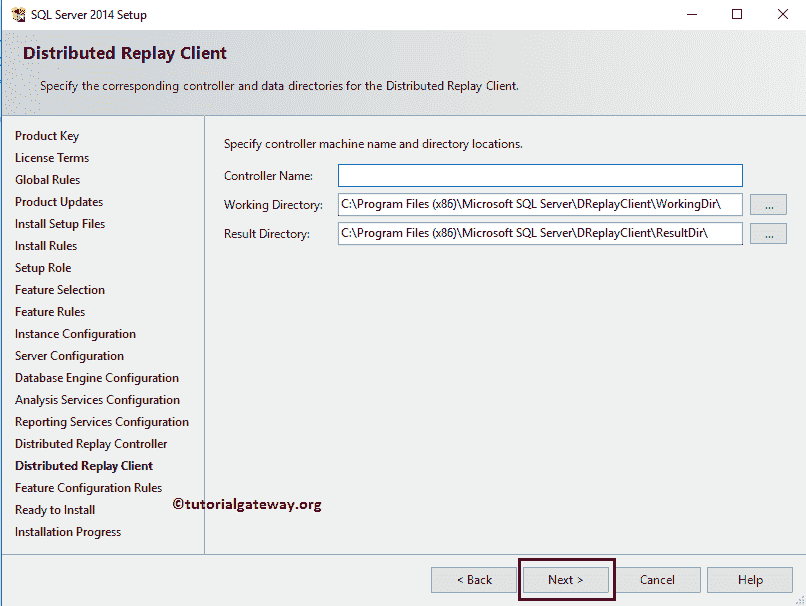 SQL Server 2014 Setup
Distributed Replay Client
Specify the corresponding controller and data directories for the Distributed Replay Client.
Product Key
License Terms
Global Rules
Product Updates
Install Setup Files
Install Rules
Setup Role
Feature Selection
Feature Rules
Instance Configuration
Server Configuration
Database Engine Configuration
Analysis Services Configuration
Reporting Services Configuration
Distributed Replay Controller
Distributed Replay Client
Feature Configuration Rules
Ready to Install
Installation Progress
Specify controller machine name and directory locations.
Controller Name:
Working Directory: C:\Program Files (x86)\Microsoft SQL Server\DReplayClient\WorkingDir\ ...
Result Directory: C:\Program Files (x86)\Microsoft SQL Server\DReplayClient\ResultDir\ ...
©tutorialgateway.org
< Back Next > Cancel Help